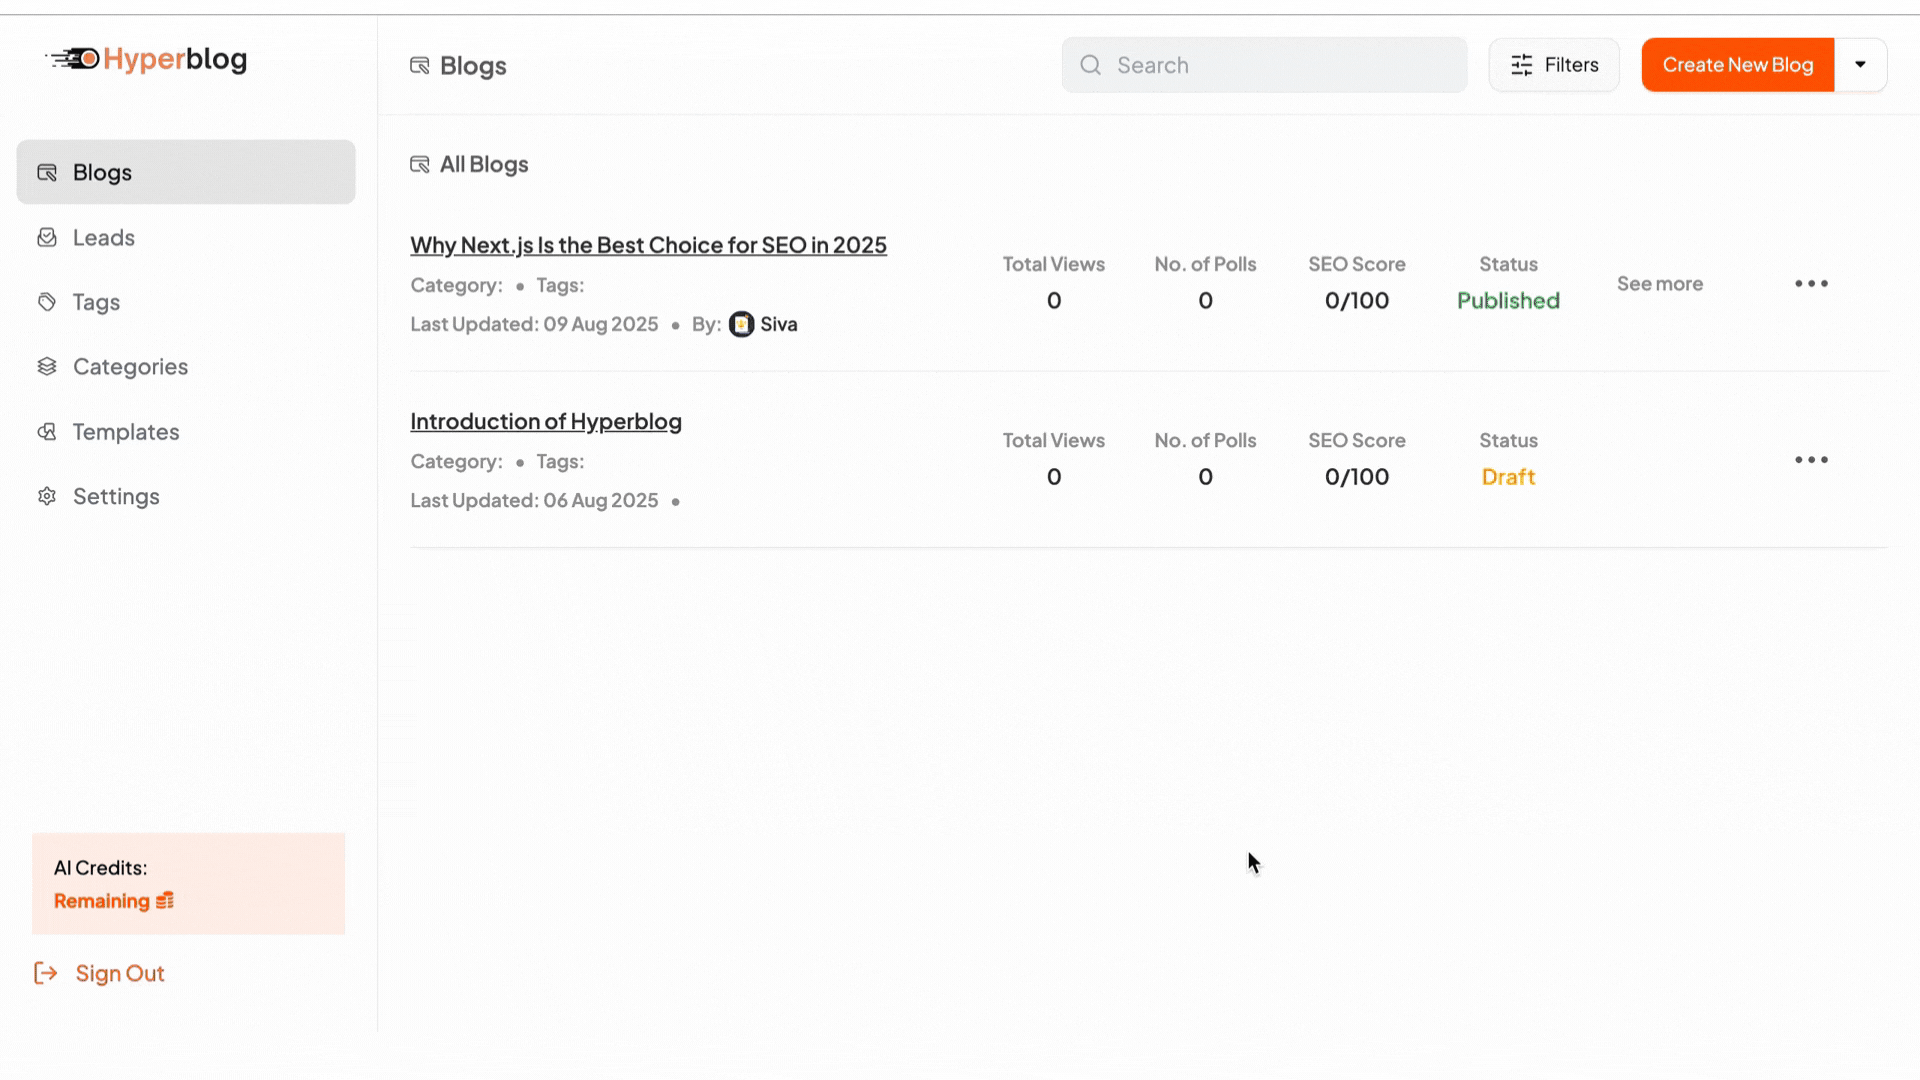 Hyperblog
Blogs
Search
Filters
Create New Blog
Blogs
Leads
Tags
Categories
Templates
Settings
AI Credits:
Remaining
Sign Out
All Blogs
Why Next.js Is the Best Choice for SEO in 2025
Category: • Tags:
Last Updated: 09 Aug 2025 • By: Siva
Total Views No. of Polls SEO Score Status
0 0 0/100 Published
See more
Introduction of Hyperblog
Category: • Tags:
Last Updated: 06 Aug 2025 •
Total Views No. of Polls SEO Score Status
0 0 0/100 Draft